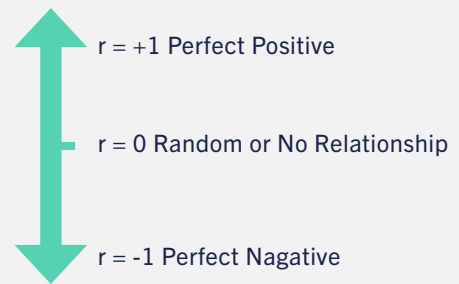 r = +1 Perfect Positive
r = 0 Random or No Relationship
r = -1 Perfect Nagative